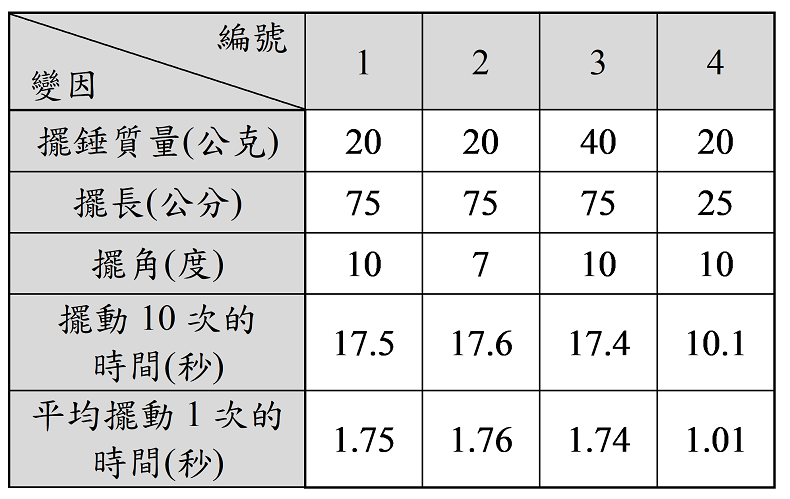 編號 1 2 3 4
變因
擺錘質量(公克) 20 20 40 20
擺長(公分) 75 75 75 25
擺角(度) 10 7 10 10
擺動 10 次的
時間(秒) 17.5 17.6 17.4 10.1
平均擺動 1 次的
時間(秒) 1.75 1.76 1.74 1.01